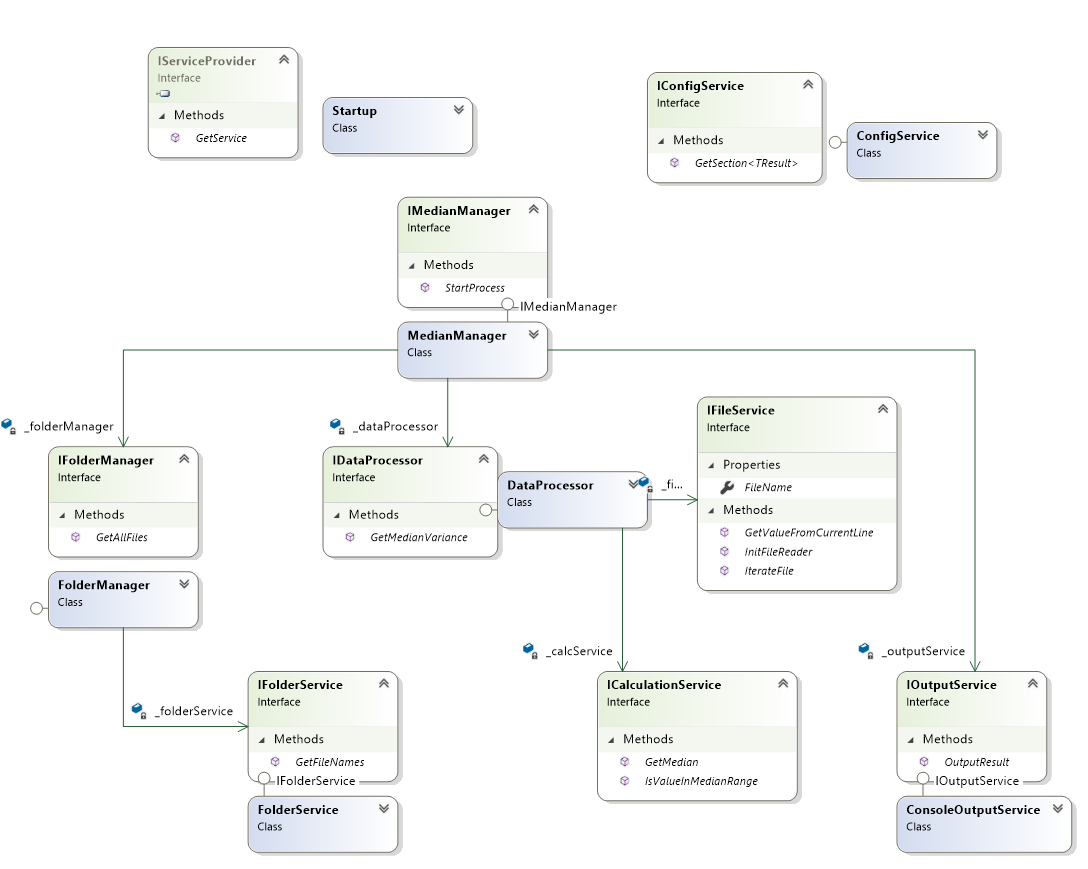 IServiceProvider
Interface
Methods
GetService
Startup
Class
IConfigService
Interface
Methods
GetSection<TResult>
ConfigService
Class
IMedianManager
Interface
Methods
StartProcess
IMedianManager
MedianManager
Class
_folderManager
IFolderManager
Interface
Methods
GetAllFiles
FolderManager
Class
_dataProcessor
IDataProcessor
Interface
Methods
GetMedianVariance
DataProcessor
Class
_fi...
IFileService
Interface
Properties
FileName
Methods
GetValueFromCurrentLine
InitFileReader
IterateFile
_folderService
IFolderService
Interface
Methods
GetFileNames
IFolderService
FolderService
Class
_calcService
ICalculationService
Interface
Methods
GetMedian
IsValueInMedianRange
_outputService
IOutputService
Interface
Methods
OutputResult
IOutputService
ConsoleOutputService
Class